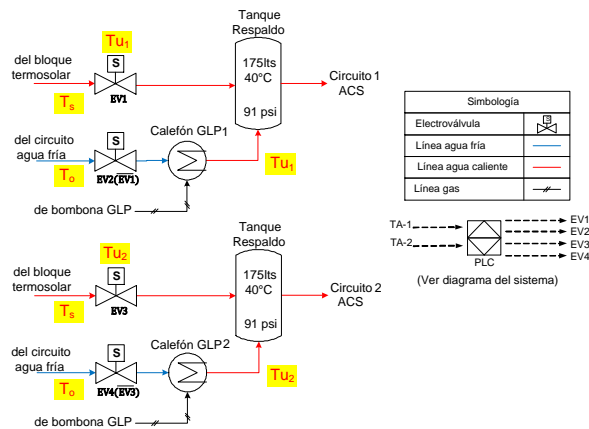 Tu1
Tanque
Respaldo
del bloque
termosolar
S
Ts
EV1
175lts
40°C
91 psi
Circuito 1
ACS
del circuito
agua fría
S
To
EV2(EV1)
Calefón GLP1
Tu1
de bombona GLP
Simbología
Electroválvula
S
Línea agua fría
Línea agua caliente
Línea gas
TA-1
TA-2
PLC
EV1
EV2
EV3
EV4
(Ver diagrama del sistema)
Tu2
Tanque
Respaldo
del bloque
termosolar
S
Ts
EV3
175lts
40°C
91 psi
Circuito 2
ACS
del circuito
agua fría
S
To
EV4(EV3)
Calefón GLP2
Tu2
de bombona GLP